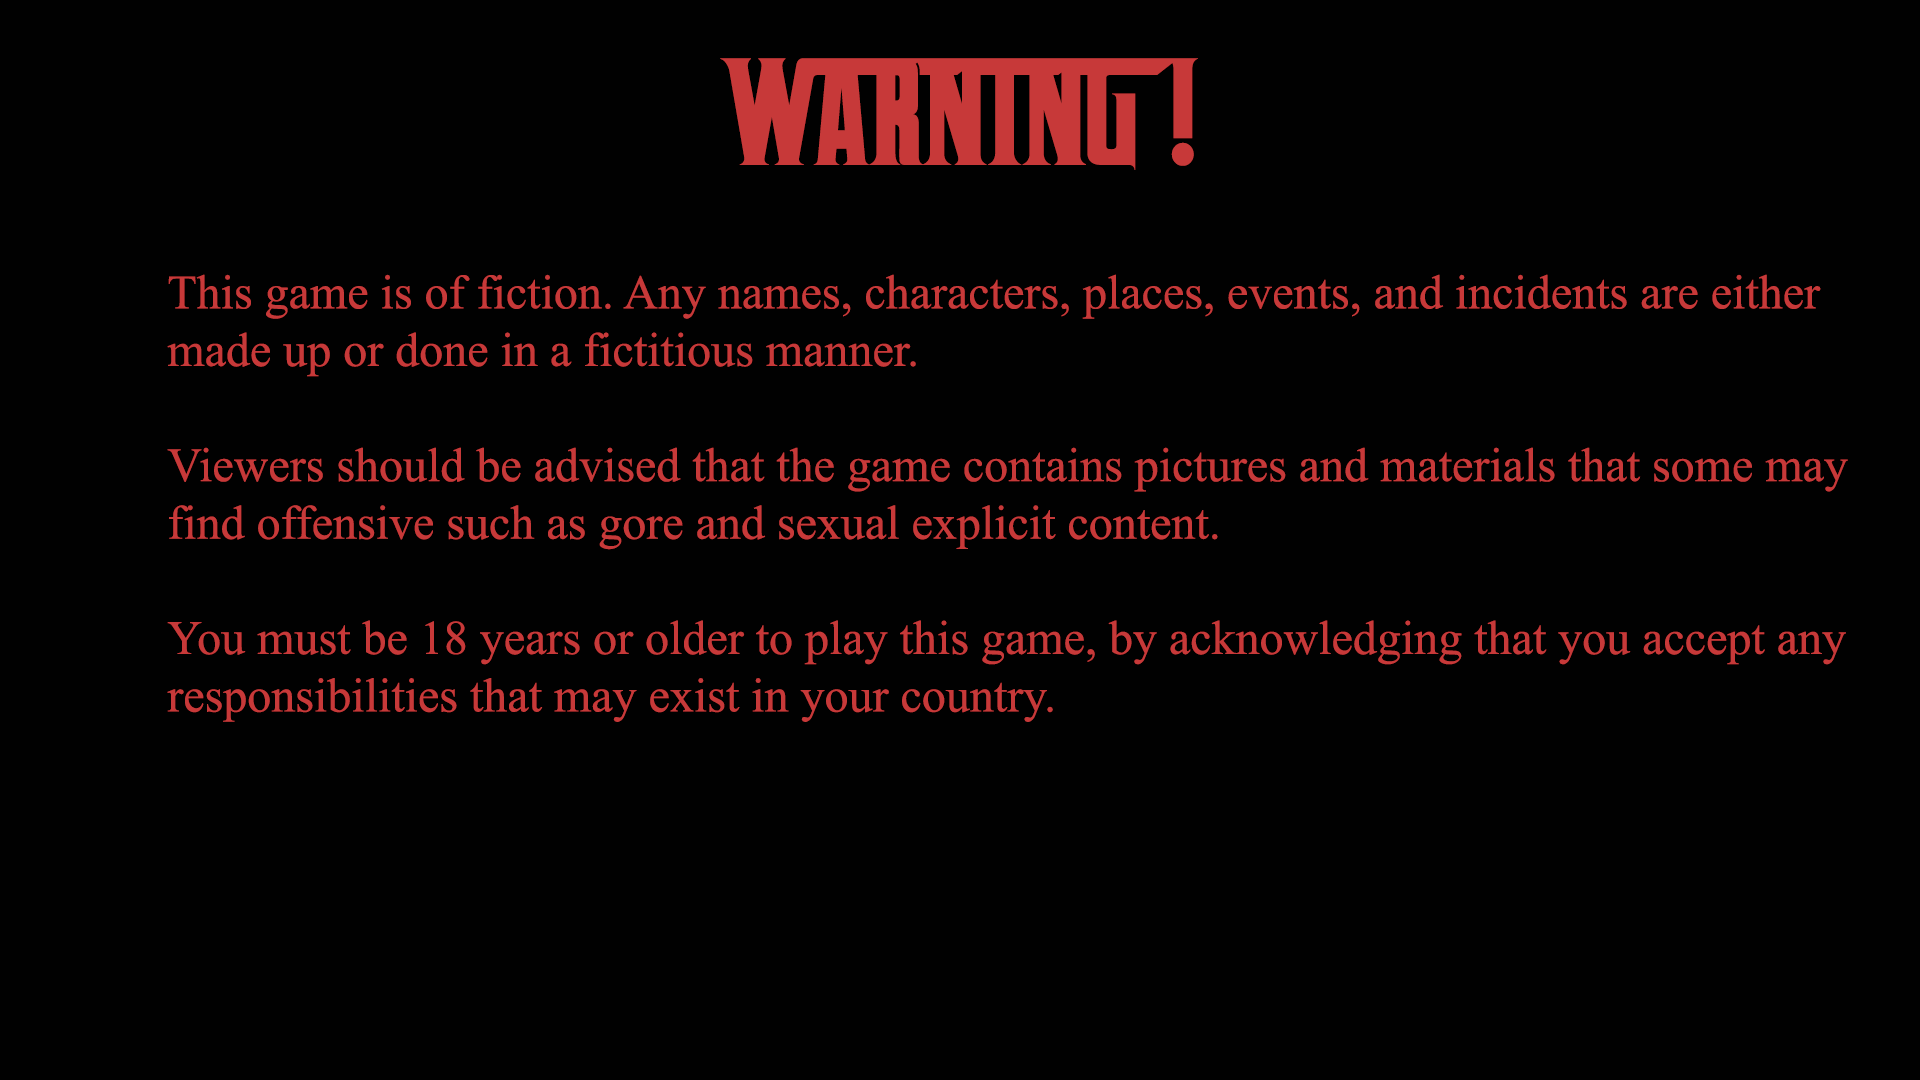 WARNING !
This game is of fiction. Any names, characters, places, events, and incidents are either
made up or done in a fictitious manner.
Viewers should be advised that the game contains pictures and materials that some may
find offensive such as gore and sexual explicit content.
You must be 18 years or older to play this game, by acknowledging that you accept any
responsibilities that may exist in your country.